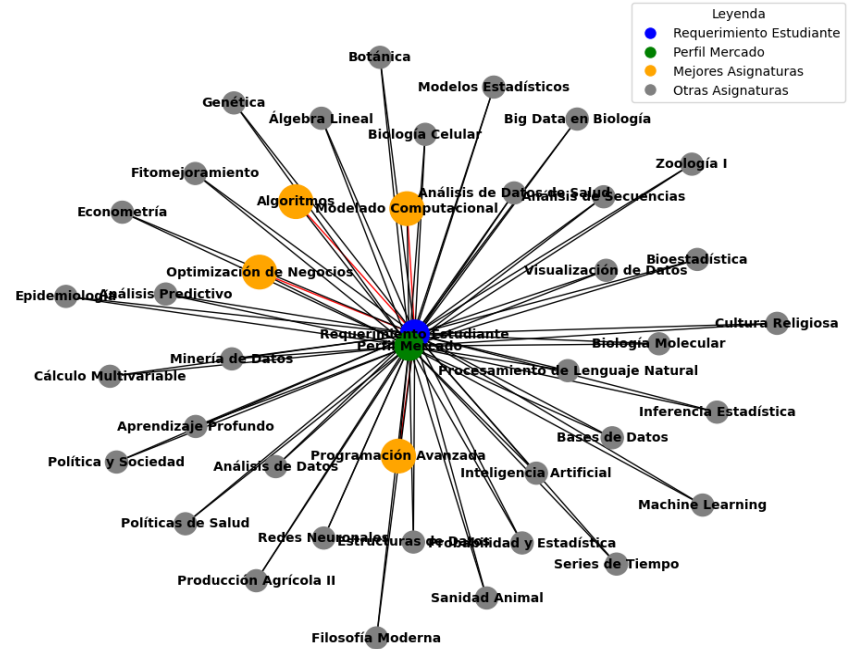 Leyenda
Requerimiento Estudiante
Perfil Mercado
Mejores Asignaturas
Otras Asignaturas
Botánica
Modelos Estadísticos
Genética
Álgebra Lineal
Big Data en Biología
Biología Celular
Zoología I
Fitomejoramiento
Análisis de Datos de Salud
Análisis de Secuencias
Algoritmos
Modelado Computacional
Econometría
Bioestadística
Optimización de Negocios
Visualización de Datos
Epidemiología
Análisis Predictivo
Cultura Religiosa
Requerimiento Estudiante
Perfil Mercado
Biología Molecular
Minería de Datos
Procesamiento de Lenguaje Natural
Cálculo Multivariable
Inferencia Estadística
Aprendizaje Profundo
Bases de Datos
Programación Avanzada
Política y Sociedad
Análisis de Datos
Inteligencia Artificial
Machine Learning
Políticas de Salud
Redes Neuronales
Estructuras de Datos
Probabilidad y Estadística
Series de Tiempo
Producción Agrícola II
Sanidad Animal
Filosofía Moderna